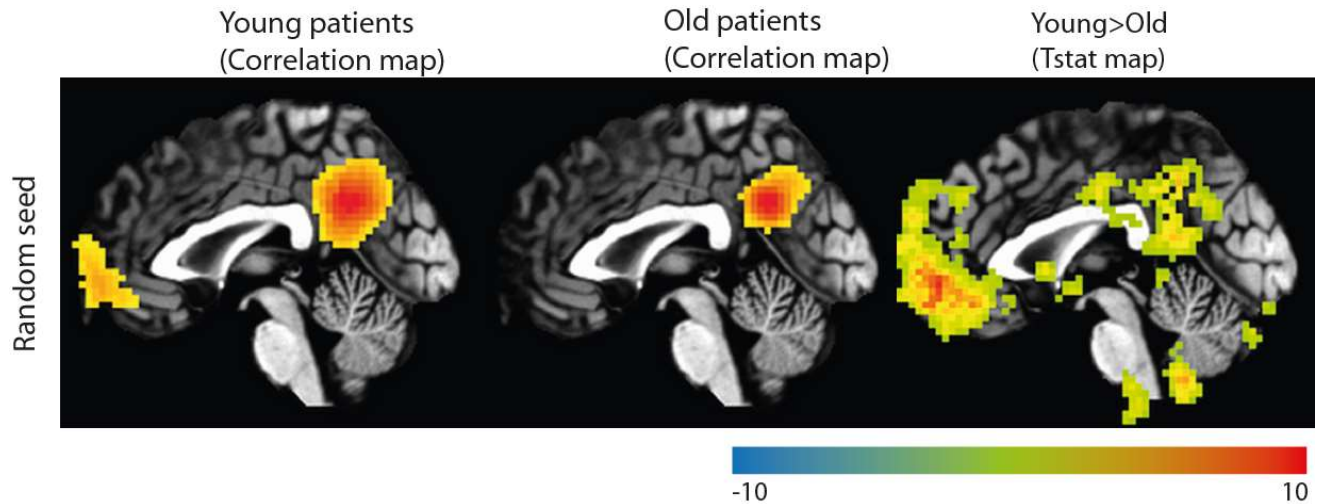 Young patients
(Correlation map)
Old patients
(Correlation map)
Young>Old
(Tstat map)
Random seed
-10
10